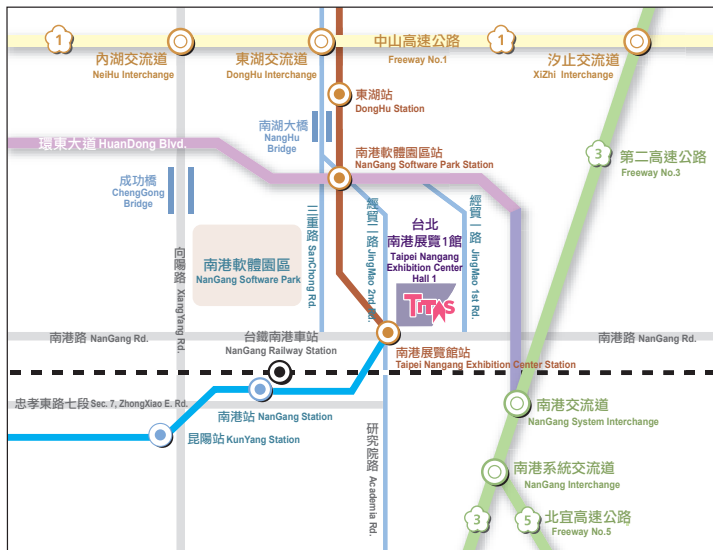 1
中山高速公路
1
Freeway No.1
內湖交流道
NeiHu Interchange
東湖交流道
DongHu Interchange
汐止交流道
XiZhi Interchange
東湖站
DongHu Station
南湖大橋
NangHu
Bridge
環東大道 HuanDong Blvd.
南港軟體園區站
NanGang Software Park Station
3
第二高速公路
Freeway No.3
成功橋
ChengGong
Bridge
向陽路 XiangYang Rd.
南港軟體園區
NanGang Software Park
三重路 SanChong Rd.
經貿二路 JingMao 2nd Rd.
台北
南港展覽1館
Taipei Nangang
Exhibition Center
Hall 1
TITAS
經貿一路 JingMao 1st Rd.
南港路 NanGang Rd.
台鐵南港車站
NanGang Railway Station
南港路 NanGang Rd.
南港展覽館站
Taipei Nangang Exhibition Center Station
忠孝東路七段 Sec. 7, ZhongXiao E. Rd.
南港站 NanGang Station
昆陽站 KunYang Station
研究院路 Academia Rd.
南港交流道
NanGang System Interchange
南港系統交流道
NanGang Interchange
3
5
北宜高速公路
Freeway No.5